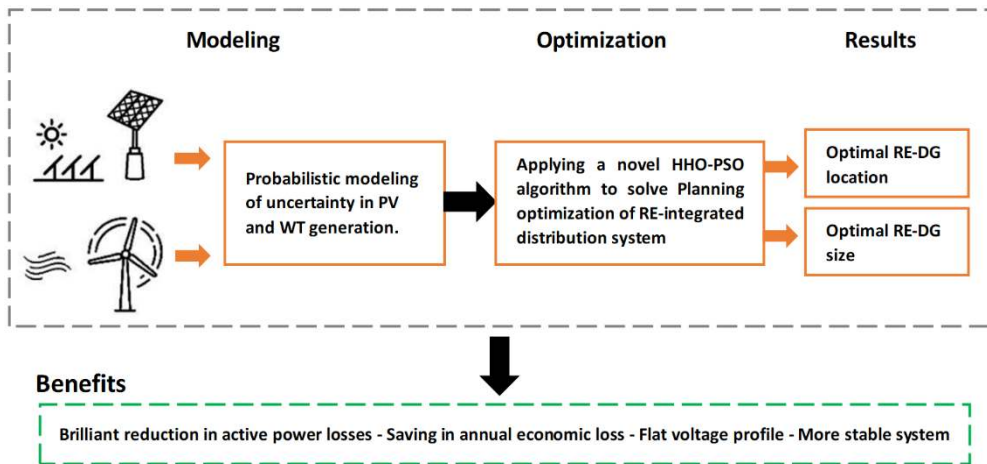 Modeling
Optimization
Results
Probabilistic modeling
of uncertainty in PV
and WT generation.
Applying a novel HHO-PSO
algorithm to solve Planning
optimization of RE-integrated
distribution system
Optimal RE-DG
location
Optimal RE-DG
size
Benefits
Brilliant reduction in active power losses - Saving in annual economic loss - Flat voltage profile - More stable system